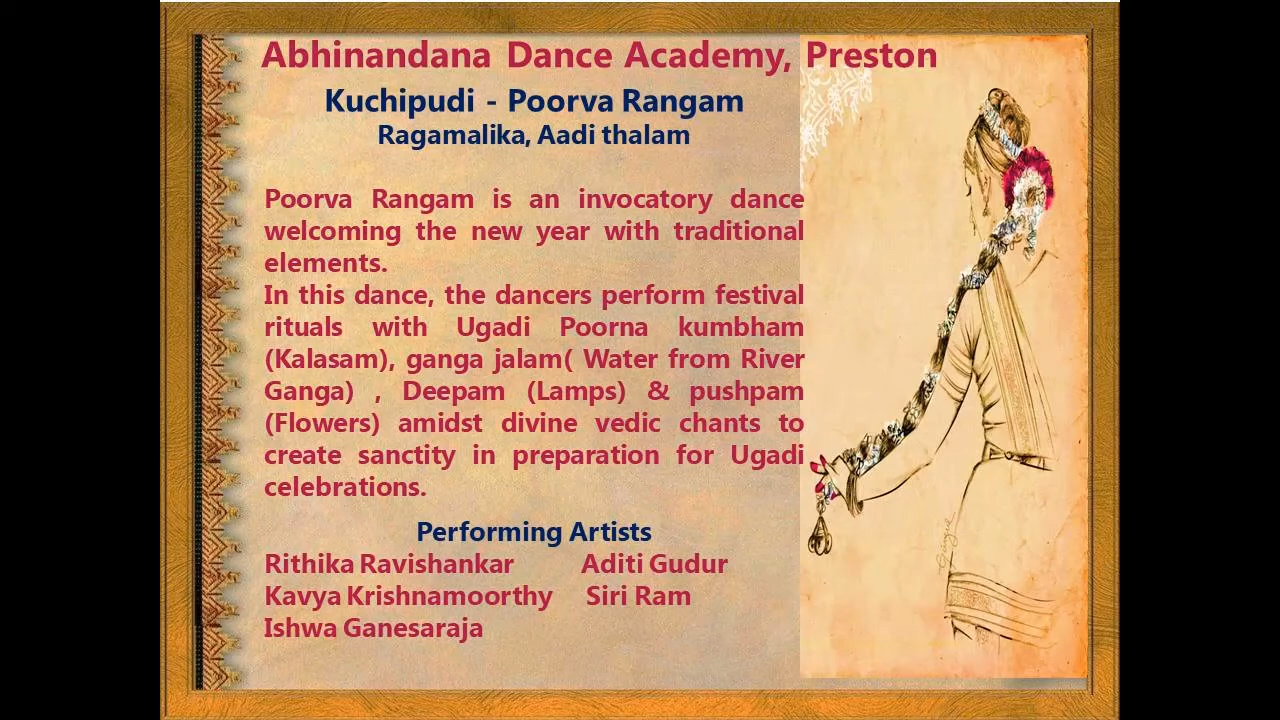 Abhinandana Dance Academy, Preston
Kuchipudi - Poorva Rangam
Ragamalika, Aadi thalam
Poorva Rangam is an invocatory dance
welcoming the new year with traditional
elements.
In this dance, the dancers perform festival
rituals with Ugadi Poorna kumbham
(Kalasam), ganga jalam( Water from River
Ganga) , Deepam (Lamps) & pushpam
(Flowers) amidst divine vedic chants to
create sanctity in preparation for Ugadi
celebrations.
Performing Artists
Rithika Ravishankar Aditi Gudur
Kavya Krishnamoorthy Siri Ram
Ishwa Ganesaraja